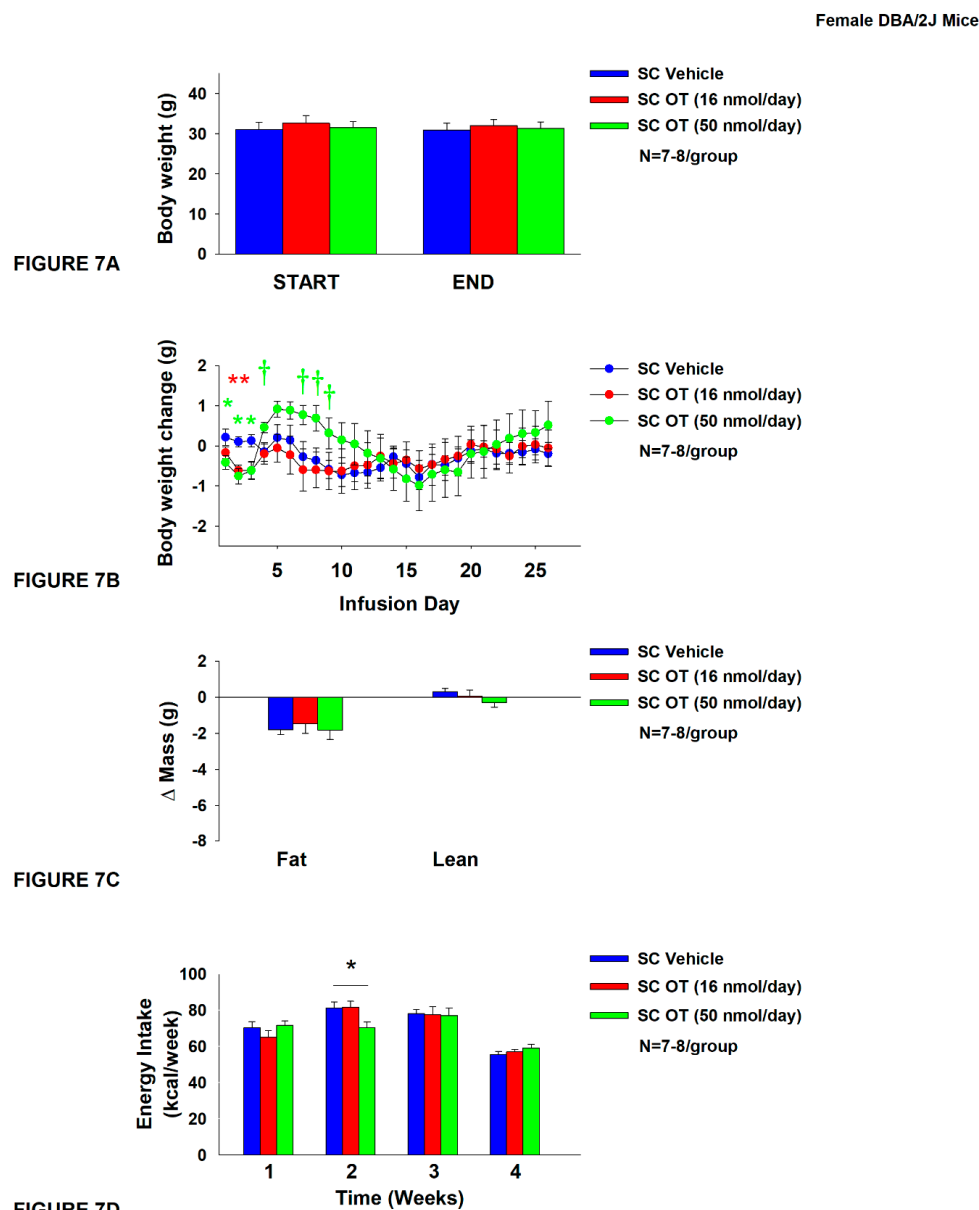 Female DBA/2J Mice
SC Vehicle
SC OT (16 nmol/day)
SC OT (50 nmol/day)
N=7-8/group
Body weight (g)
40
30
20
10
0
START END
FIGURE 7A
SC Vehicle
SC OT (16 nmol/day)
SC OT (50 nmol/day)
N=7-8/group
Body weight change (g)
2
1
0
-1
-2
** † † † †
* * *
5 10 15 20 25
Infusion Day
FIGURE 7B
SC Vehicle
SC OT (16 nmol/day)
SC OT (50 nmol/day)
N=7-8/group
Δ Mass (g)
2
0
-2
-4
-6
-8
Fat Lean
FIGURE 7C
SC Vehicle
SC OT (16 nmol/day)
SC OT (50 nmol/day)
N=7-8/group
Energy Intake
(kcal/week)
100
80
60
40
20
0
*
1 2 3 4
Time (Weeks)
FIGURE 7D